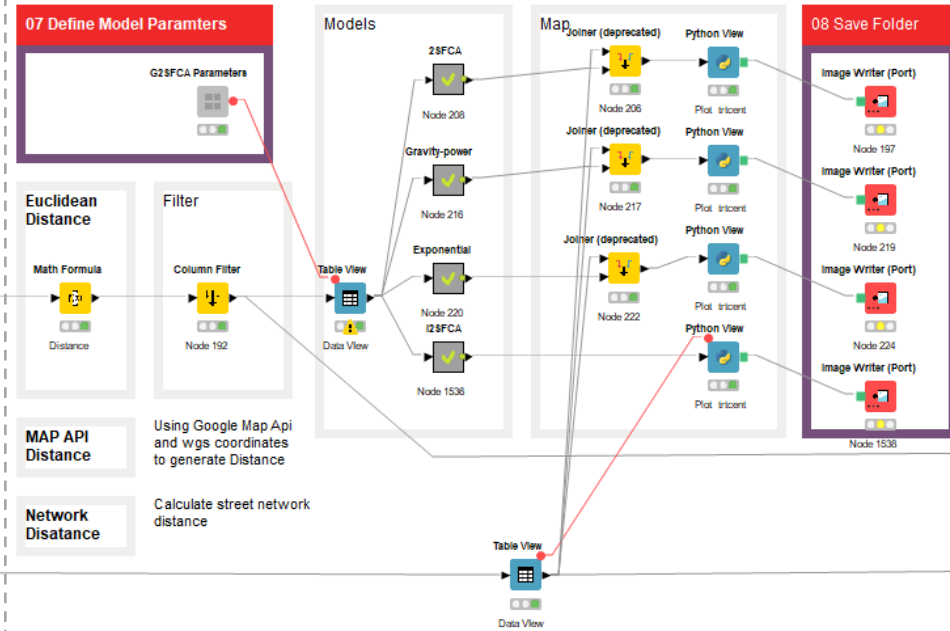 07 Define Model Paramters
G2SFCA Parameters
Euclidean
Distance
Math Formula
Distance
Filter
Column Filter
Node 192
Table View
Data View
MAP API
Distance
Using Google Map Api
and wgs coordinates
to generate Distance
Network
Disatance
Calculate street network
distance
Models
2SFCA
Node 208
Gravity-power
Node 216
Exponential
Node 220
I2SFCA
Node 1536
Map
Joiner (deprecated)
Node 206
Python View
Plot trtcent
Joiner (deprecated)
Node 217
Python View
Plot trtcent
Joiner (deprecated)
Node 222
Python View
Plot trtcent
Python View
Plot trtcent
08 Save Folder
Image Writer (Port)
Node 197
Image Writer (Port)
Node 219
Image Writer (Port)
Node 224
Image Writer (Port)
Node 1538
Table View
Data View